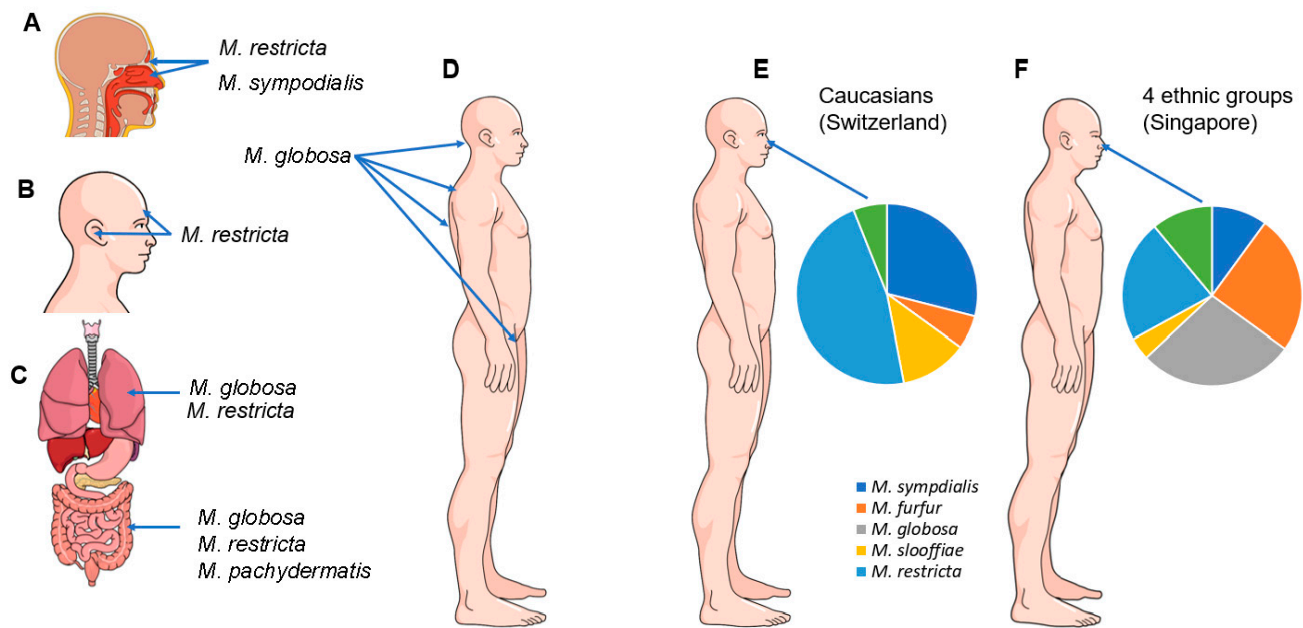 A
M. restricta
M. sympodialis
B
M. restricta
C
M. globosa
M. restricta
M. globosa
M. restricta
M. pachydermatis
D
M. globosa
E
Caucasians
(Switzerland)
F
4 ethnic groups
(Singapore)
M. sympdialis
M. furfur
M. globosa
M. slooffiae
M. restricta